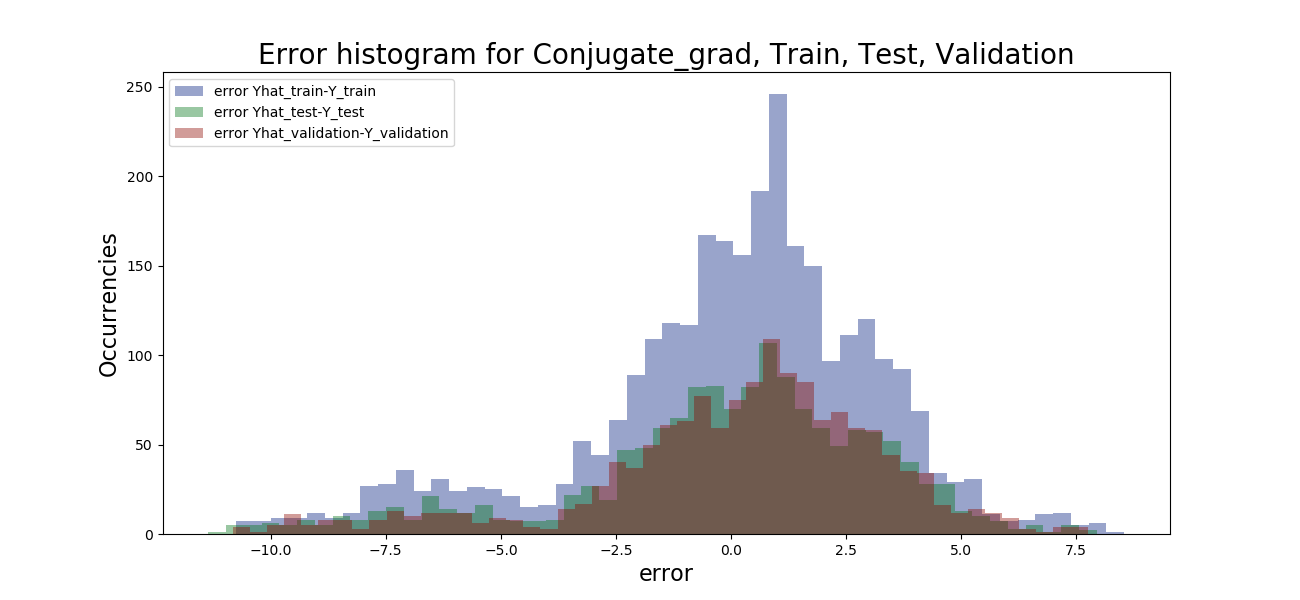 Error histogram for Conjugate_grad, Train, Test, Validation
error Yhat_train-Y_train
error Yhat_test-Y_test
error Yhat_validation-Y_validation
Occurrencies
250
200
150
100
50
0
−10.0 −7.5 −5.0 −2.5 0.0 2.5 5.0 7.5
error